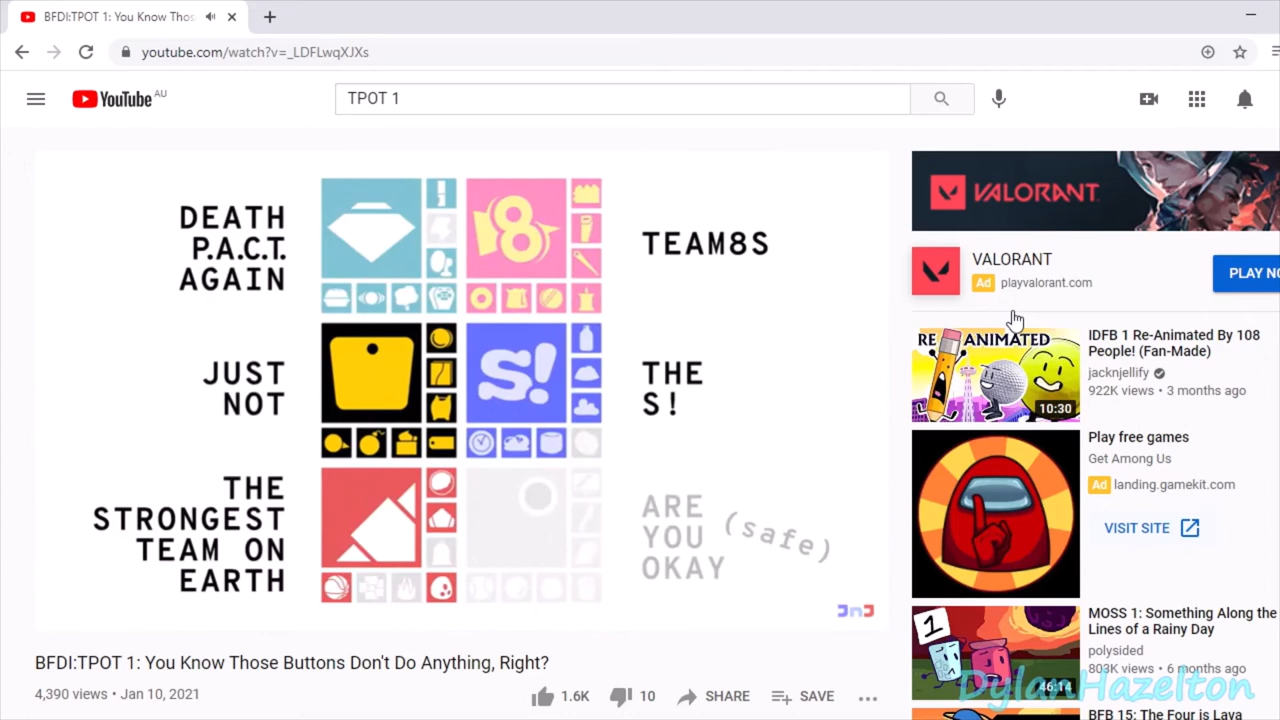 BFDI:TPOT 1: You Know Thos
youtube.com/watch?v=_LDFLwqXJXs
YouTube AU
TPOT 1
DEATH
P.A.C.T.
AGAIN
8
TEAM8S
JUST
NOT
S!
THE
S!
THE
STRONGEST
TEAM ON
EARTH
ARE
YOU
OKAY
(safe)
JnJ
BFDI:TPOT 1: You Know Those Buttons Don't Do Anything, Right?
4,390 views • Jan 10, 2021
1.6K
10
SHARE
SAVE
VALORANT
VALORANT
Ad playvalorant.com
PLAY NO
RE ANIMATED
10:30
IDFB 1 Re-Animated By 108
People! (Fan-Made)
jacknjellify
922K views • 3 months ago
Play free games
Get Among Us
Ad landing.gamekit.com
VISIT SITE
1
46:14
MOSS 1: Something Along the
Lines of a Rainy Day
polysided
803K views • 6 months ago
BFB 15: The Four is Lava
DylanHazelton